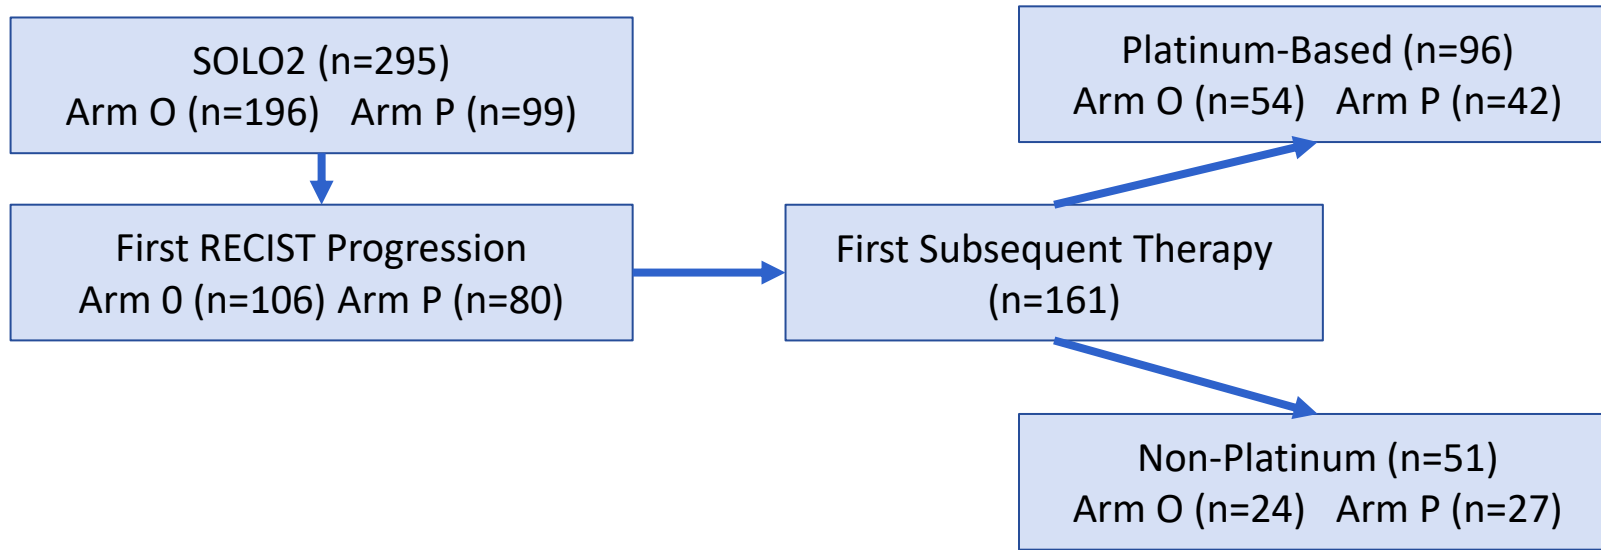 SOLO2 (n=295)
Arm O (n=196) Arm P (n=99)
First RECIST Progression
Arm 0 (n=106) Arm P (n=80)
First Subsequent Therapy
(n=161)
Platinum-Based (n=96)
Arm O (n=54) Arm P (n=42)
Non-Platinum (n=51)
Arm O (n=24) Arm P (n=27)